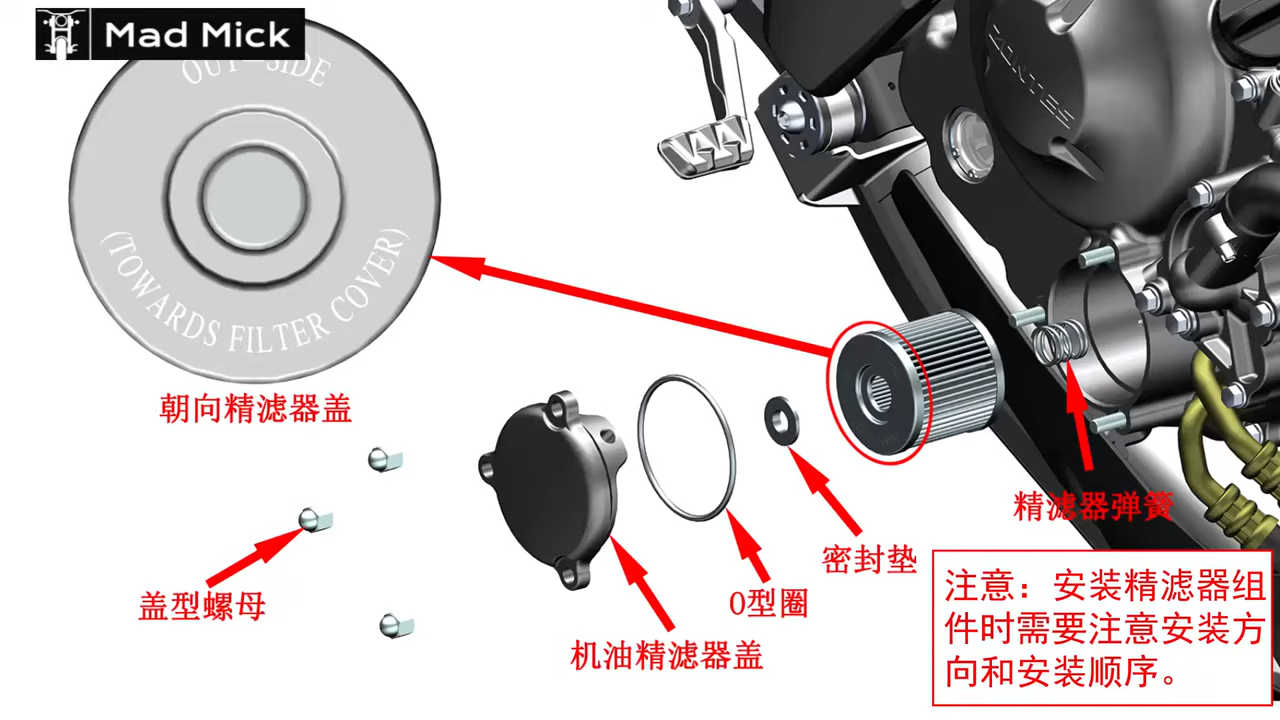 Mad Mick
OUT SIDE
(TOWARDS FILTER COVER)
朝向精滤器盖
ZONTES
精滤器弹簧
密封垫
O型圈
盖型螺母
机油精滤器盖
注意：安装精滤器组
件时需要注意安装方
向和安装顺序。